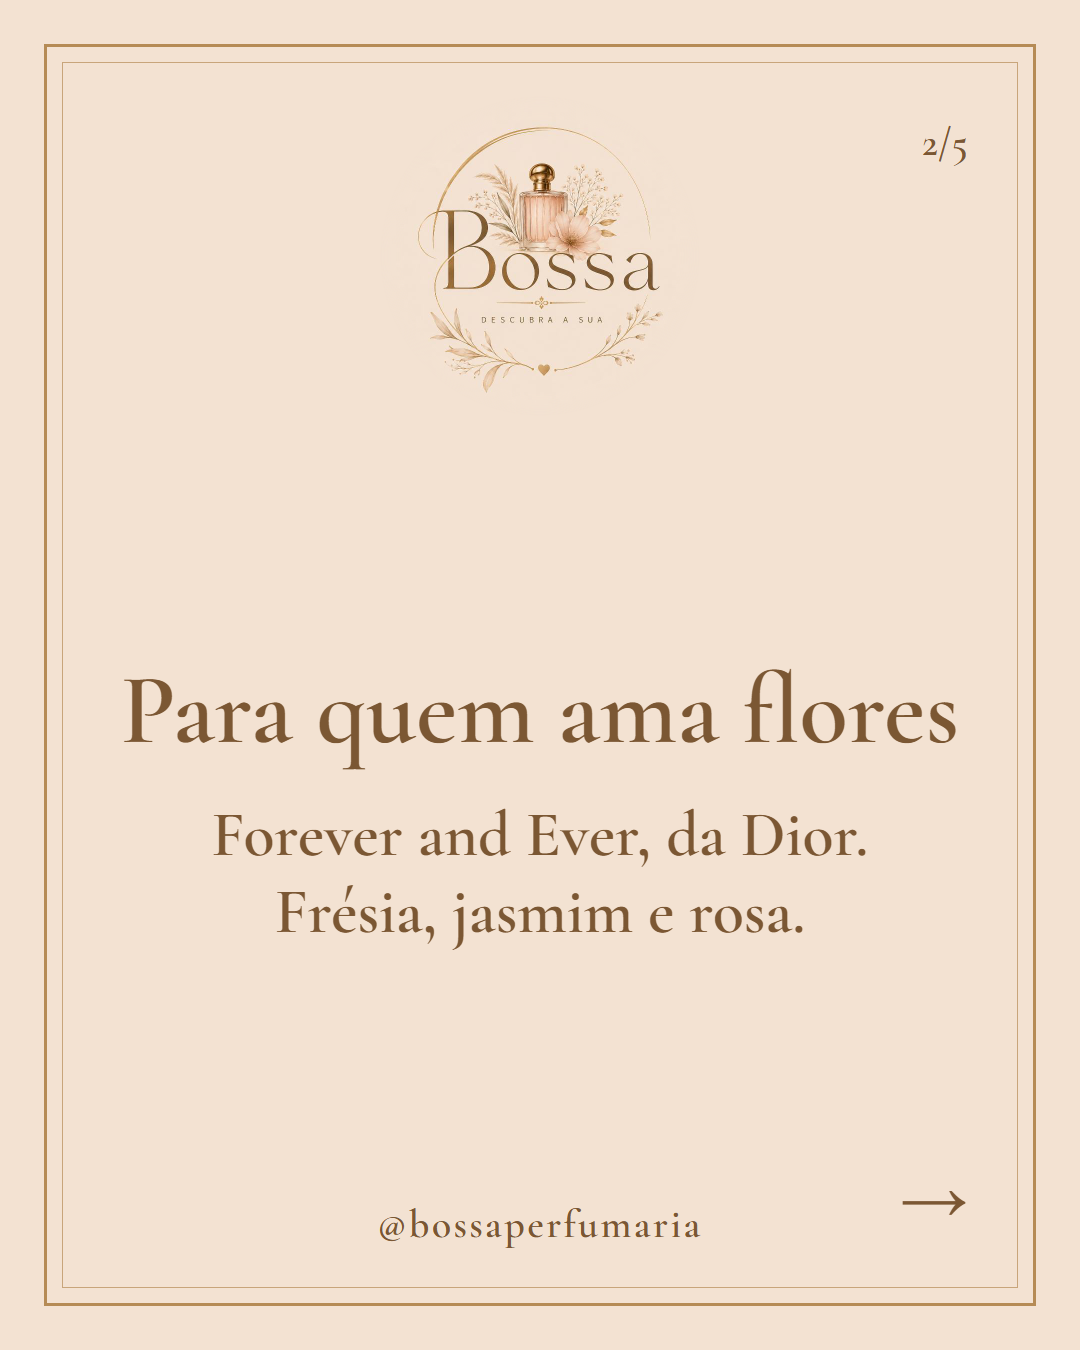 2/5
Bossa
DESCUBRA A SUA
Para quem ama flores
Forever and Ever, da Dior.
Frésia, jasmim e rosa.
→
@bossaperfumaria